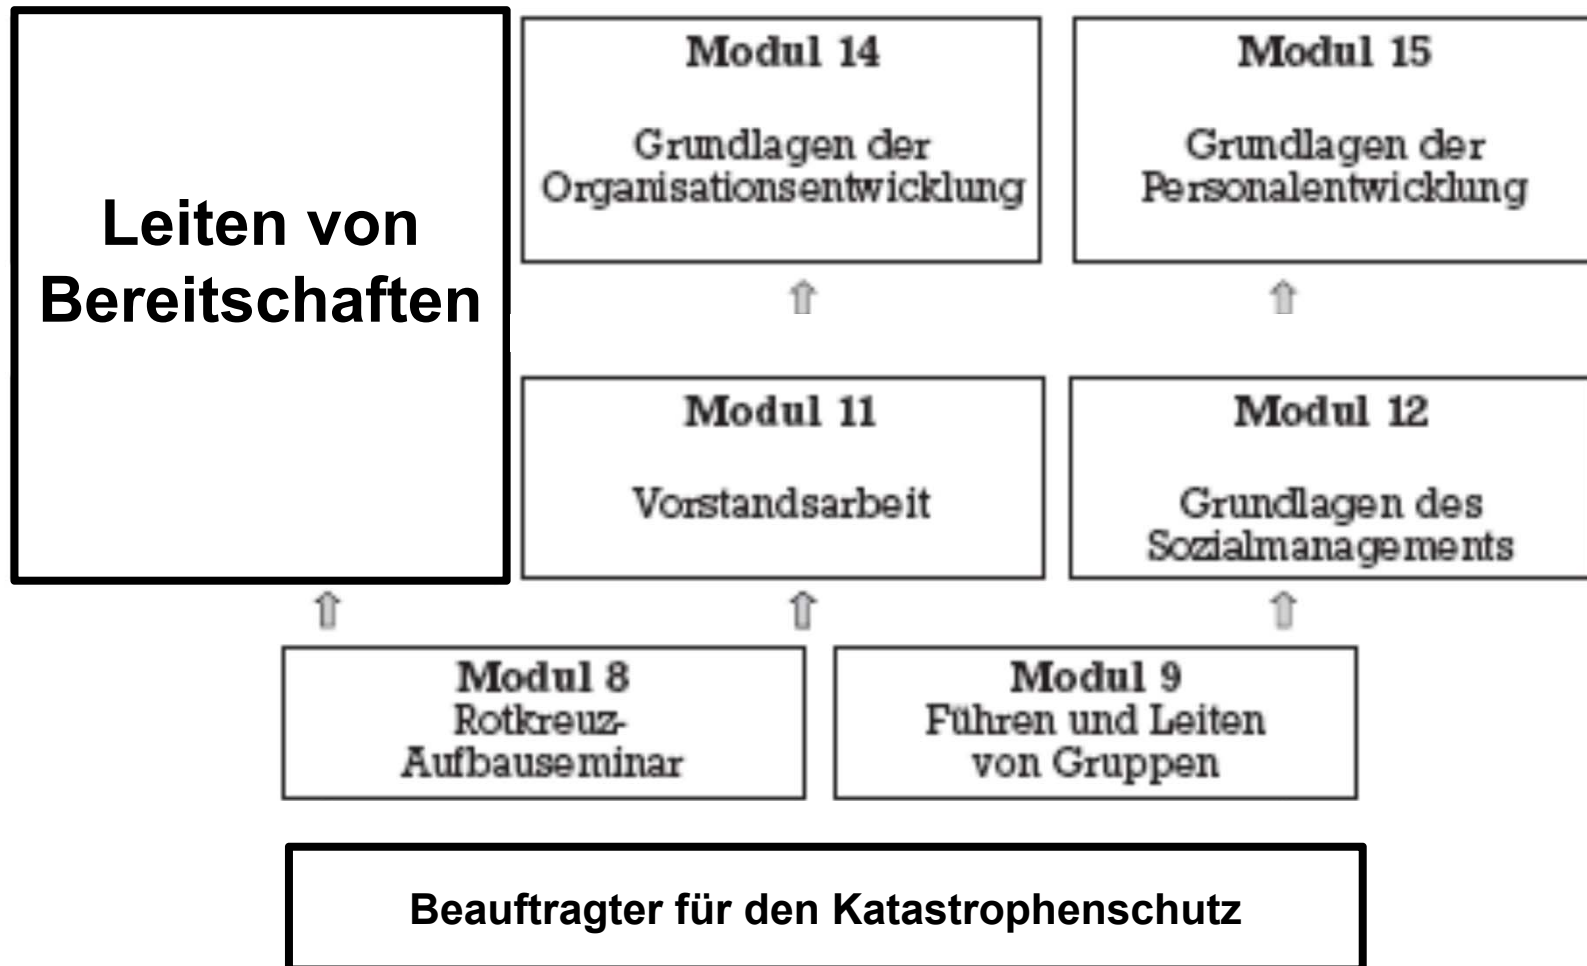 Leiten von
Bereitschaften
Modul 14
Grundlagen der
Organisationsentwicklung
Modul 15
Grundlagen der
Personalentwicklung
Modul 11
Vorstandsarbeit
Modul 12
Grundlagen des
Sozialmanagements
Modul 8
Rotkreuz-
Aufbauseminar
Modul 9
Führen und Leiten
von Gruppen
Beauftragter für den Katastrophenschutz